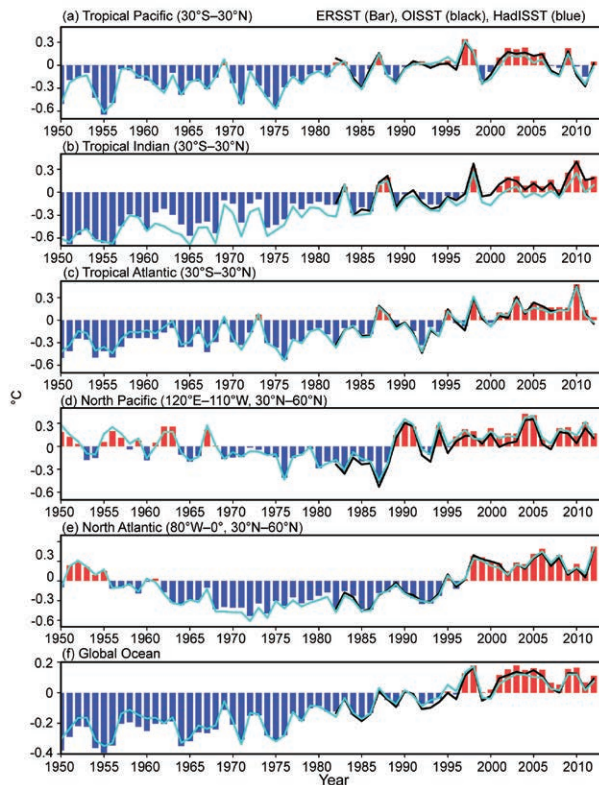 (a) Tropical Pacific (30°S–30°N) ERSST (Bar), OISST (black), HadISST (blue)
0.3
0
-0.3
-0.6
1950 1955 1960 1965 1970 1975 1980 1985 1990 1995 2000 2005 2010
(b) Tropical Indian (30°S–30°N)
0.3
0
-0.3
-0.6
1950 1955 1960 1965 1970 1975 1980 1985 1990 1995 2000 2005 2010
(c) Tropical Atlantic (30°S–30°N)
0.3
0
-0.3
-0.6
1950 1955 1960 1965 1970 1975 1980 1985 1990 1995 2000 2005 2010
°C
(d) North Pacific (120°E–110°W, 30°N–60°N)
0.3
0
-0.3
-0.6
1950 1955 1960 1965 1970 1975 1980 1985 1990 1995 2000 2005 2010
(e) North Atlantic (80°W–0°, 30°N–60°N)
0.3
0
-0.3
-0.6
1950 1955 1960 1965 1970 1975 1980 1985 1990 1995 2000 2005 2010
(f) Global Ocean
0.2
0
-0.2
-0.4
1950 1955 1960 1965 1970 1975 1980 1985 1990 1995 2000 2005 2010
Year